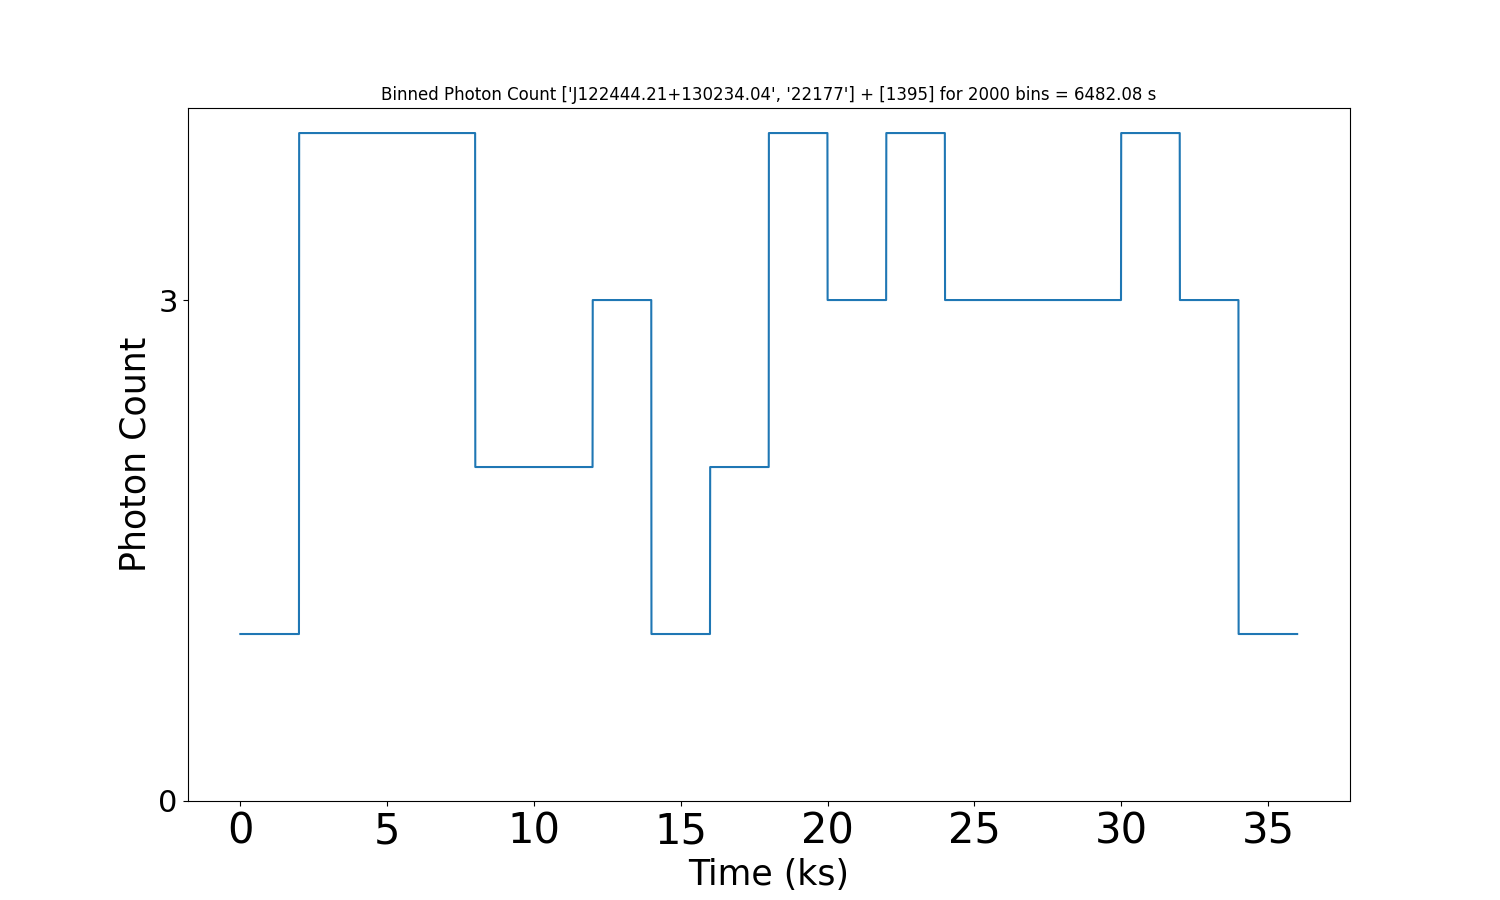 Binned Photon Count ['J122444.21+130234.04', '22177'] + [1395] for 2000 bins = 6482.08 s
3
Photon Count
0
0 5 10 15 20 25 30 35
Time (ks)